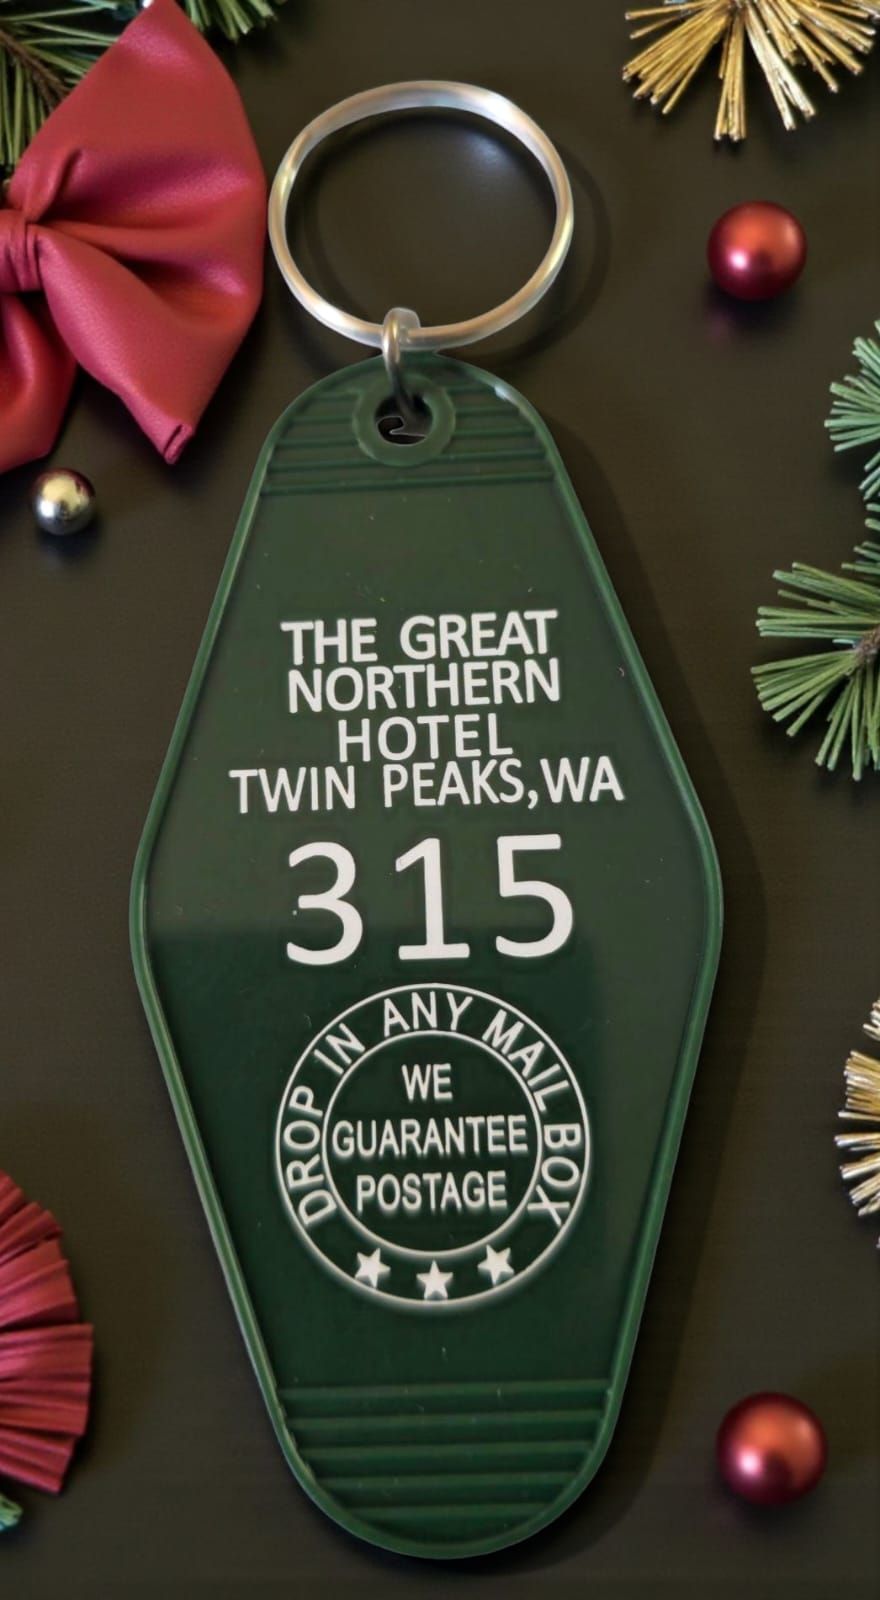 THE GREAT
NORTHERN
HOTEL
TWIN PEAKS,WA
315
DROP IN ANY MAIL BOX
WE
GUARANTEE
POSTAGE